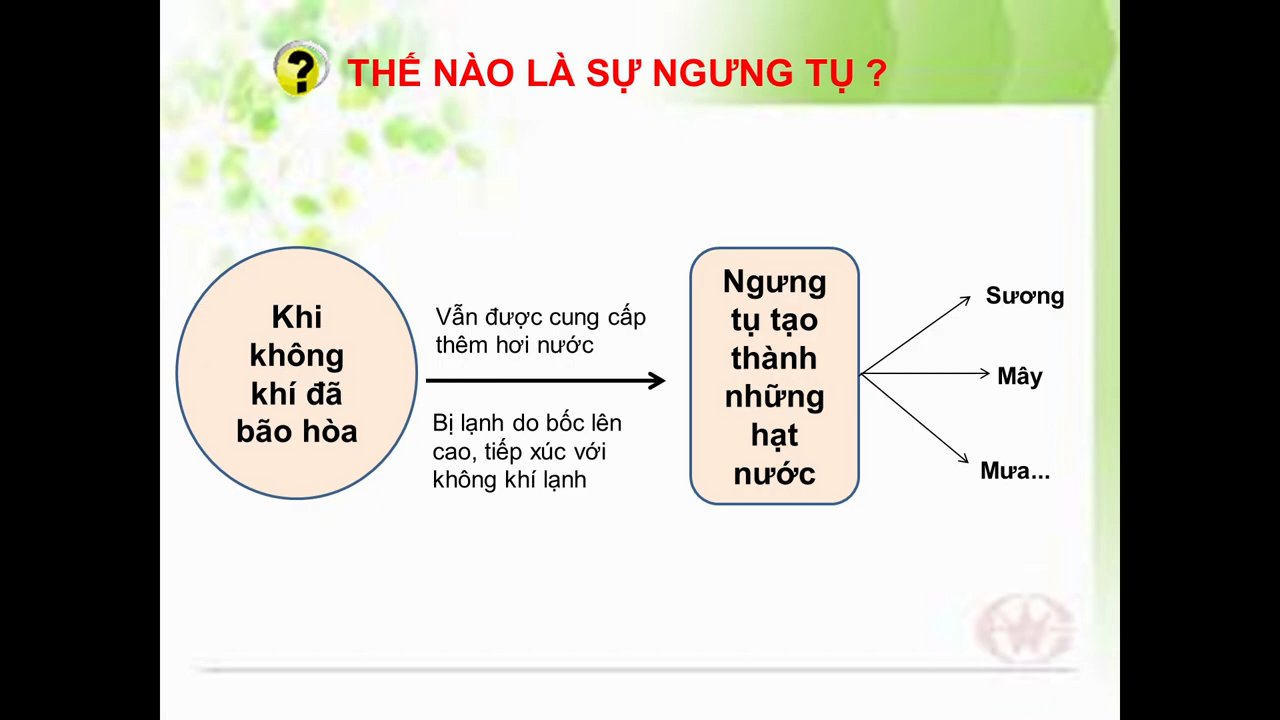 ?
THẾ NÀO LÀ SỰ NGƯNG TỤ ?
Khi
không
khí đã
bão hòa
Vẫn được cung cấp
thêm hơi nước
Bị lạnh do bốc lên
cao, tiếp xúc với
không khí lạnh
Ngưng
tụ tạo
thành
những
hạt
nước
Sương
Mây
Mưa...